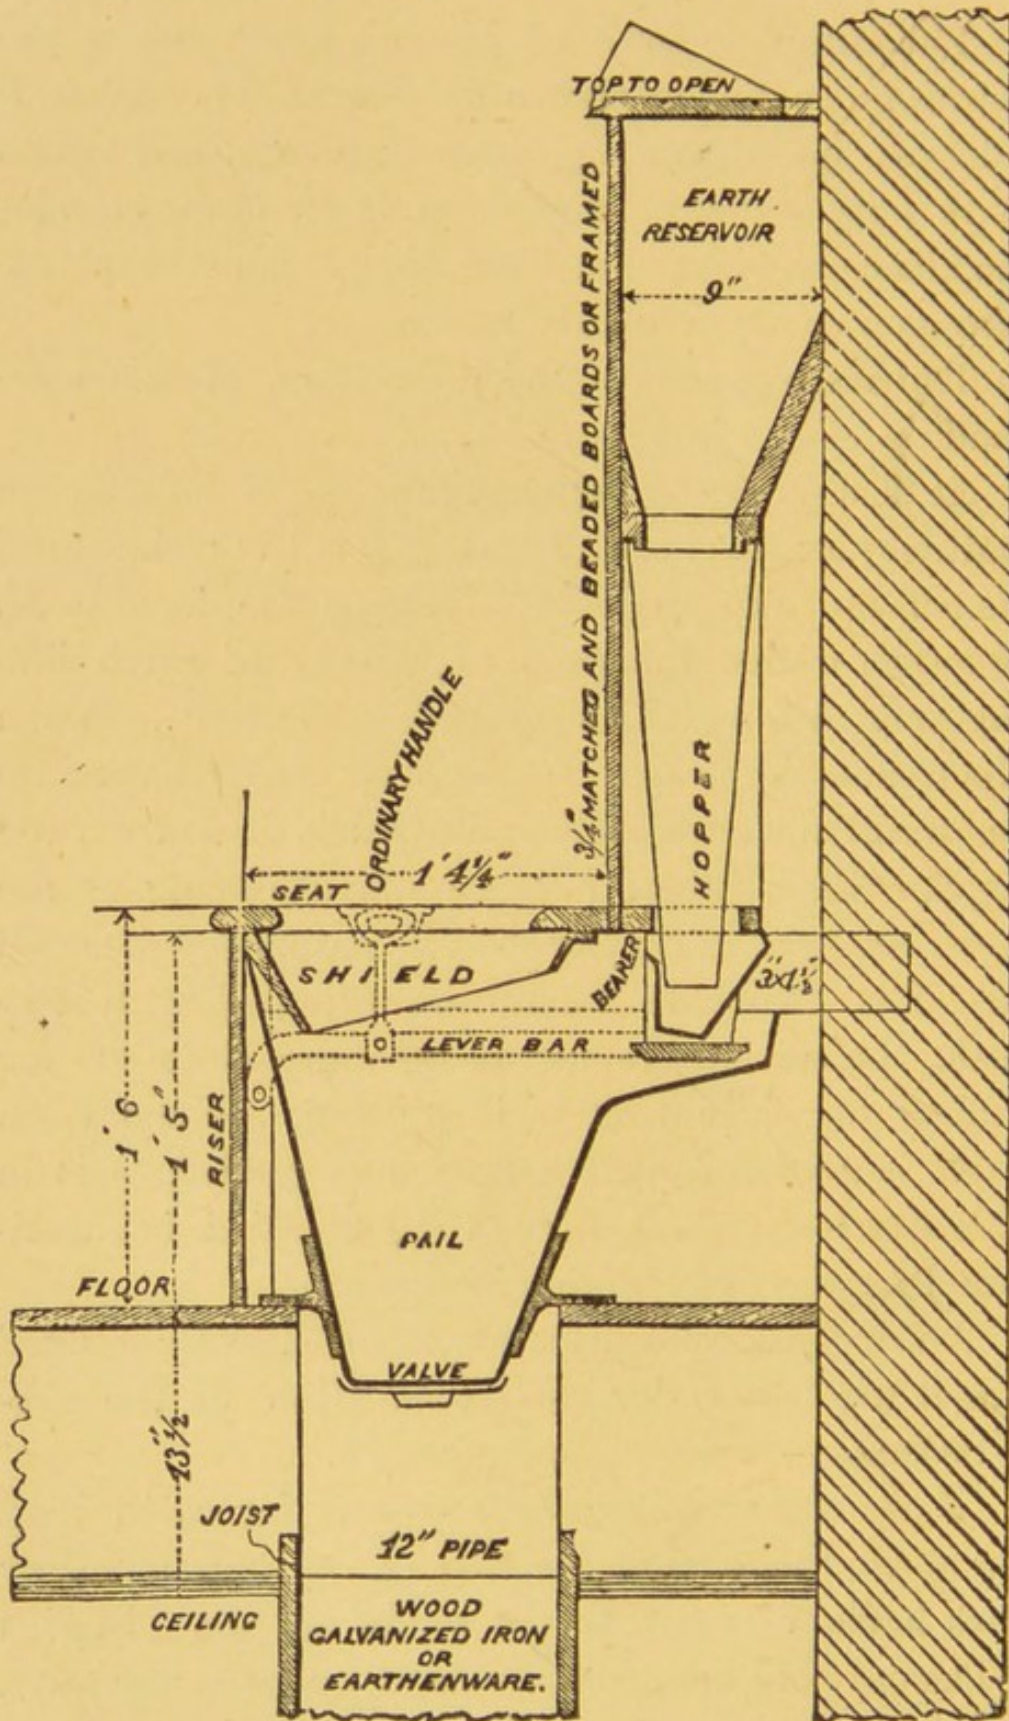 TOP TO OPEN
EARTH
RESERVOIR
9"
3/4" MATCHED AND BEADED BOARDS OR FRAMED
ORDINARY HANDLE
HOPPER
1' 4 1/4"
SEAT
SHIELD
BEARER
3"x1 1/2"
LEVER BAR
1' 6"
1' 5"
RISER
PAIL
FLOOR
VALVE
13 1/2"
JOIST
12" PIPE
CEILING
WOOD
GALVANIZED IRON
OR
EARTHENWARE.